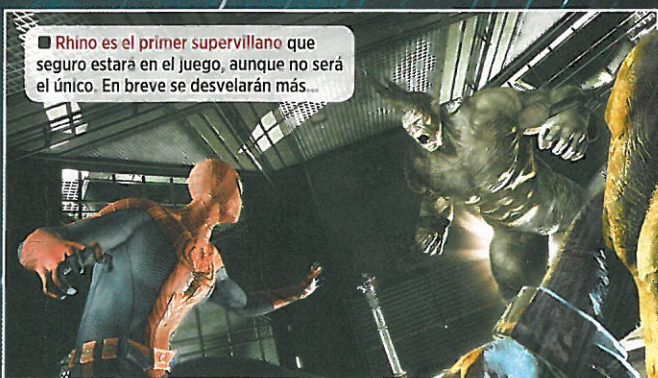 ■ Rhino es el primer supervillano que
seguro estará en el juego, aunque no será
el único. En breve se desvelarán más...